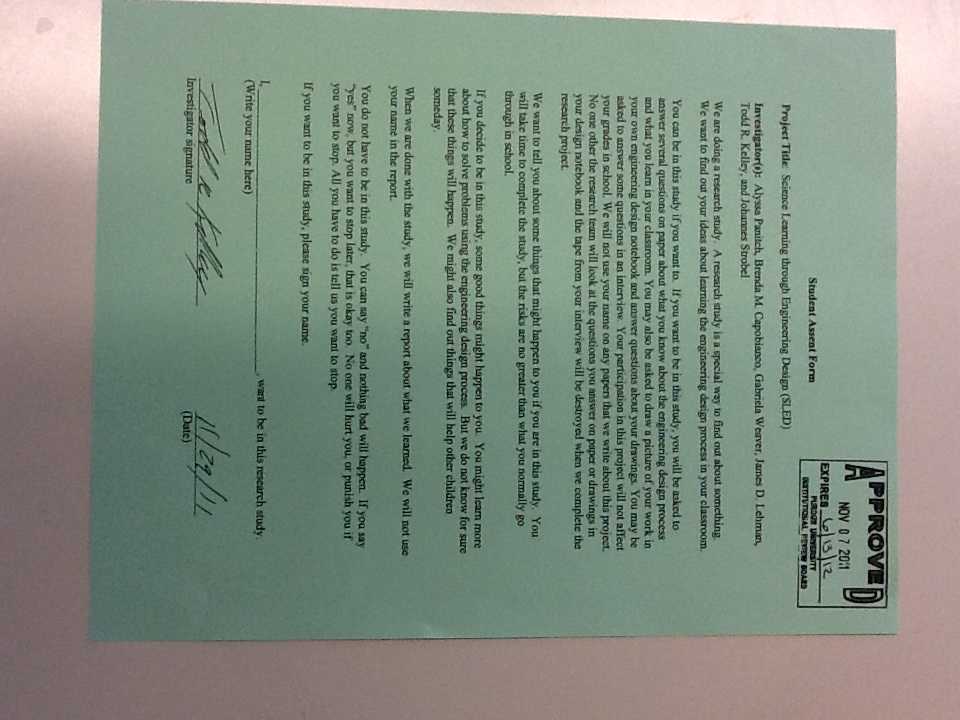 APPROVED
NOV 07 2011
EXPIRES 6/13/12
PURDUE UNIVERSITY
INSTITUTIONAL REVIEW BOARD
Student Assent Form
Project Title: Science Learning through Engineering Design (SLED)
Investigator(s): Alyssa Panitch, Brenda M. Capobianco, Gabriela Weaver, James D. Lehman,
Todd R. Kelley, and Johannes Strobel
We are doing a research study. A research study is a special way to find out about something.
We want to find out your ideas about learning the engineering design process in your classroom.
You can be in this study if you want to. If you want to be in this study, you will be asked to
answer several questions on paper about what you know about the engineering design process
and what you learn in your classroom. You may also be asked to draw a picture of your work in
your own engineering design notebook and answer questions about your drawings. You may be
asked to answer some questions in an interview. Your participation in this project will not affect
your grades in school. We will not use your name on any papers that we write about this project.
No one other the research team will look at the questions you answer on paper or drawings in
your design notebook and the tape from your interview will be destroyed when we complete the
research project.
We want to tell you about some things that might happen to you if you are in this study. You
will take time to complete the study, but the risks are no greater than what you normally go
through in school.
If you decide to be in this study, some good things might happen to you. You might learn more
about how to solve problems using the engineering design process. But we do not know for sure
that these things will happen. We might also find out things that will help other children
someday.
When we are done with the study, we will write a report about what we learned. We will not use
your name in the report.
You do not have to be in this study. You can say "no" and nothing bad will happen. If you say
"yes" now, but you want to stop later, that is okay too. No one will hurt you, or punish you if
you want to stop. All you have to do is tell us you want to stop.
If you want to be in this study, please sign your name.
I, , want to be in this research study.
(Write your name here)
Todd R Kelley 11/29/11
Investigator signature (Date)